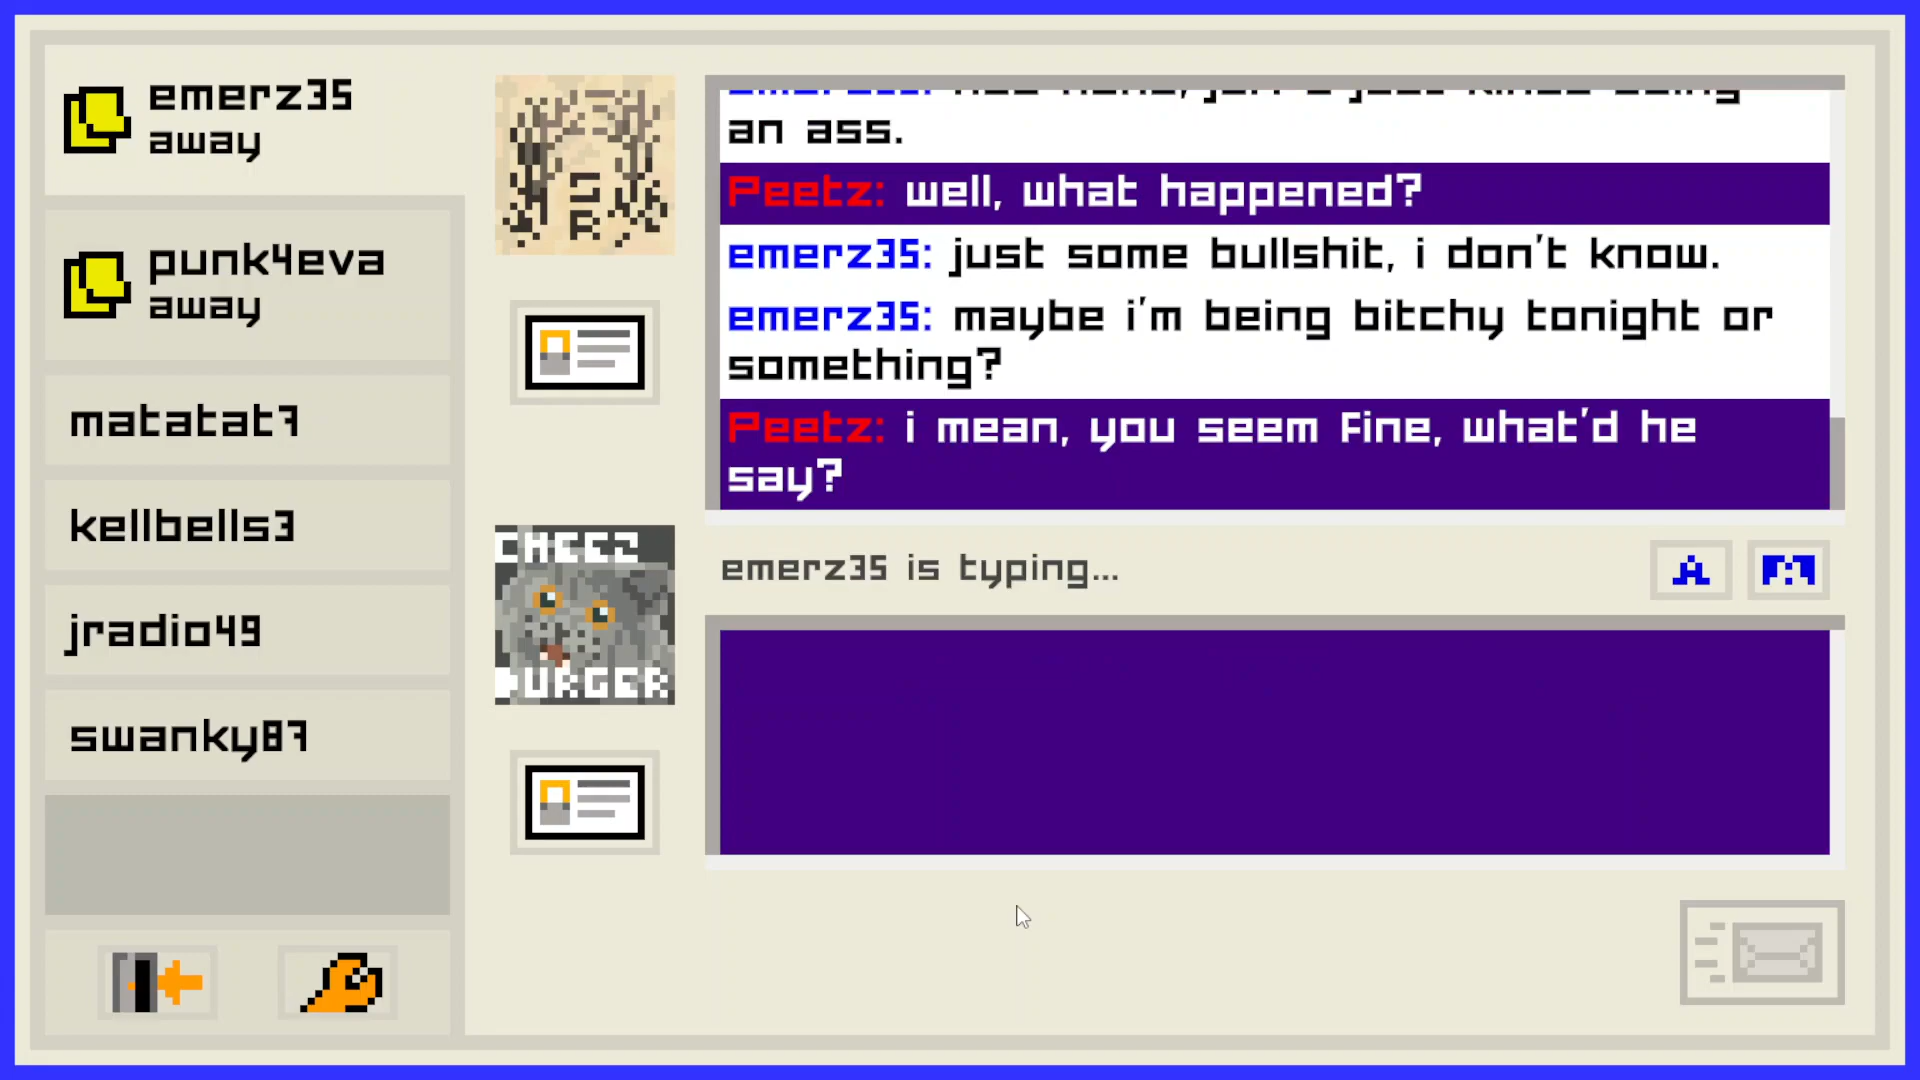 emerz35
away
punk4eva
away
matatat7
kellbells3
jradio49
swanky87
an ass.
Peetz: well, what happened?
emerz35: just some bullshit, i don't know.
emerz35: maybe i'm being bitchy tonight or
something?
Peetz: i mean, you seem fine, what'd he
say?
emerz35 is typing...
A
CHEEZ
BURGER